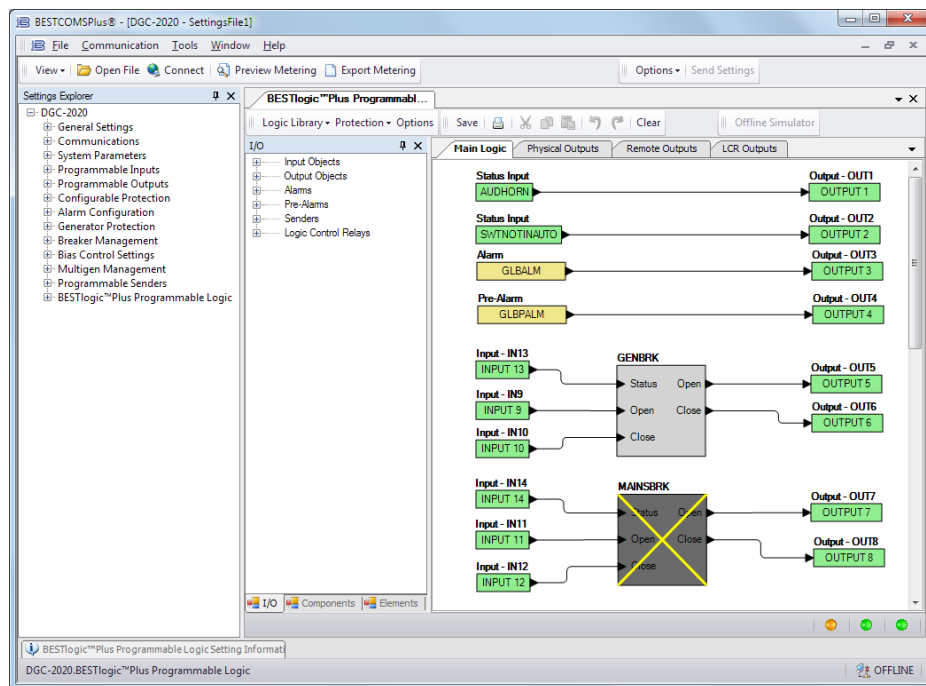 BESTCOMSPlus® - [DGC-2020 - SettingsFile1]
File Communication Tools Window Help
View Open File Connect Preview Metering Export Metering Options Send Settings
Settings Explorer
DGC-2020
General Settings
Communications
System Parameters
Programmable Inputs
Programmable Outputs
Configurable Protection
Alarm Configuration
Generator Protection
Breaker Management
Bias Control Settings
Multigen Management
Programmable Senders
BESTlogic™Plus Programmable Logic
BESTlogic™Plus Programmabl...
Logic Library Protection Options Save Clear Offline Simulator
I/O
Input Objects
Output Objects
Alarms
Pre-Alarms
Senders
Logic Control Relays
I/O Components Elements
Main Logic Physical Outputs Remote Outputs LCR Outputs
Status Input Output - OUT1
AUDHORN OUTPUT 1
Status Input Output - OUT2
SWTNOTINAUTO OUTPUT 2
Alarm Output - OUT3
GLBALM OUTPUT 3
Pre-Alarm Output - OUT4
GLBPALM OUTPUT 4
Input - IN13 GENBRK Output - OUT5
INPUT 13 Status Open OUTPUT 5
Input - IN9 Output - OUT6
INPUT 9 Open Close OUTPUT 6
Input - IN10
INPUT 10 Close
Input - IN14 MAINSBRK Output - OUT7
INPUT 14 Status Open OUTPUT 7
Input - IN11 Output - OUT8
INPUT 11 Open Close OUTPUT 8
Input - IN12
INPUT 12 Close
BESTlogic™Plus Programmable Logic Setting Informati
DGC-2020.BESTlogic™Plus Programmable Logic OFFLINE